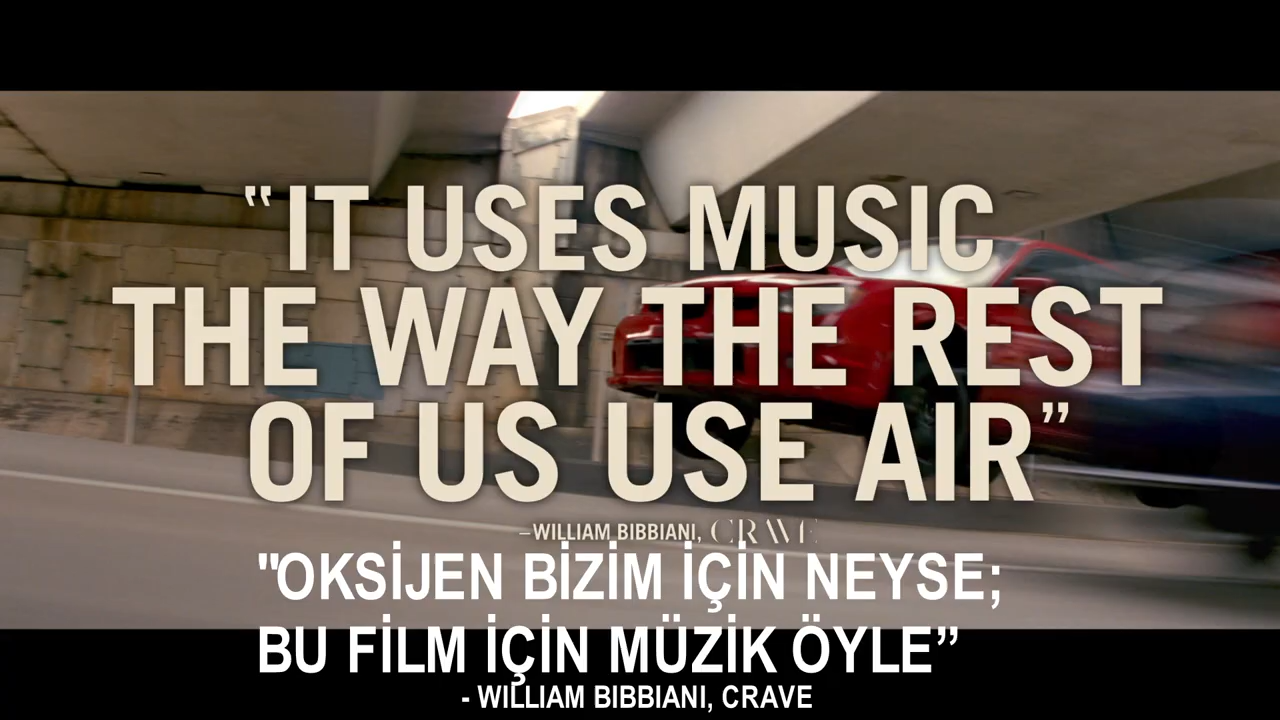 “IT USES MUSIC
THE WAY THE REST
OF US USE AIR”
–WILLIAM BIBBIANI, CRAVE
"OKSİJEN BİZİM İÇİN NEYSE;
BU FİLM İÇİN MÜZİK ÖYLE”
- WILLIAM BIBBIANI, CRAVE